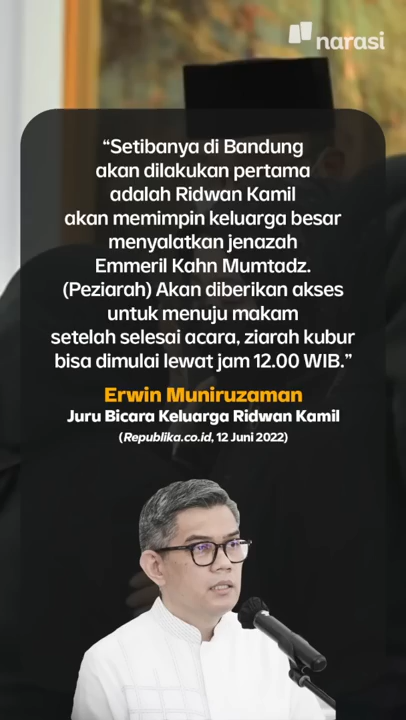 narasi
“Setibanya di Bandung
akan dilakukan pertama
adalah Ridwan Kamil
akan memimpin keluarga besar
menyalatkan jenazah
Emmeril Kahn Mumtadz.
(Peziarah) Akan diberikan akses
untuk menuju makam
setelah selesai acara, ziarah kubur
bisa dimulai lewat jam 12.00 WIB.”
Erwin Muniruzaman
Juru Bicara Keluarga Ridwan Kamil
(Republika.co.id, 12 Juni 2022)